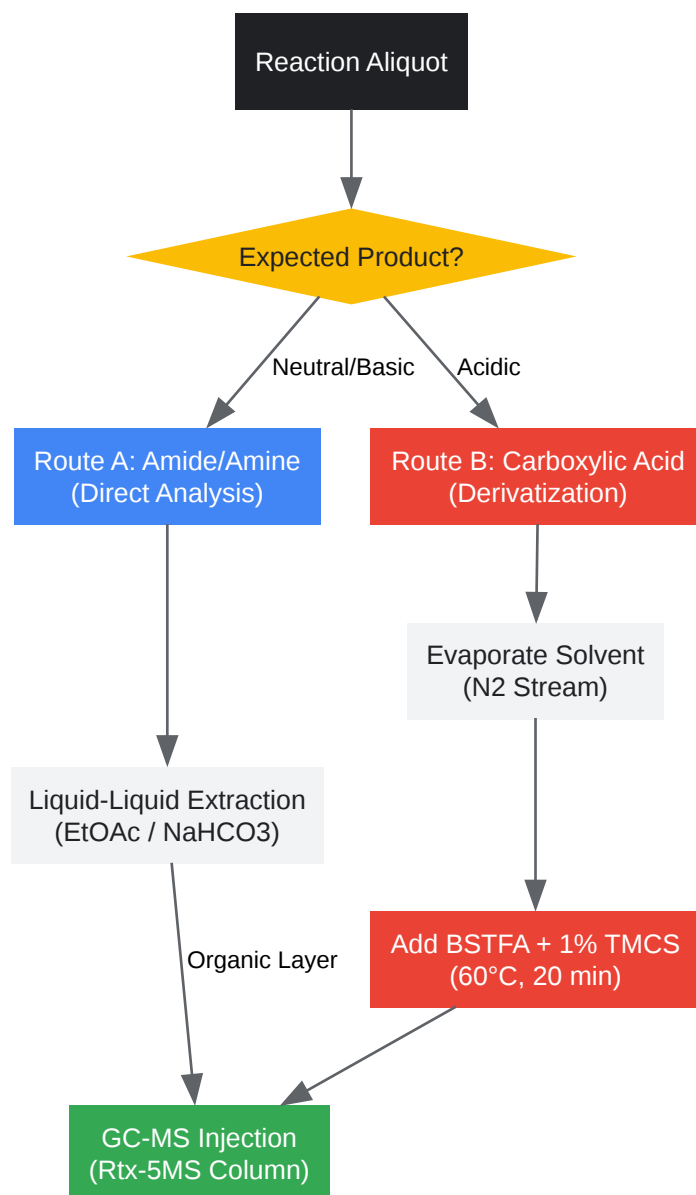 Reaction Aliquot
Expected Product?
Neutral/Basic
Acidic
Route A: Amide/Amine
(Direct Analysis)
Route B: Carboxylic Acid
(Derivatization)
Evaporate Solvent
(N2 Stream)
Liquid-Liquid Extraction
(EtOAc / NaHCO3)
Add BSTFA + 1% TMCS
(60°C, 20 min)
Organic Layer
GC-MS Injection
(Rtx-5MS Column)